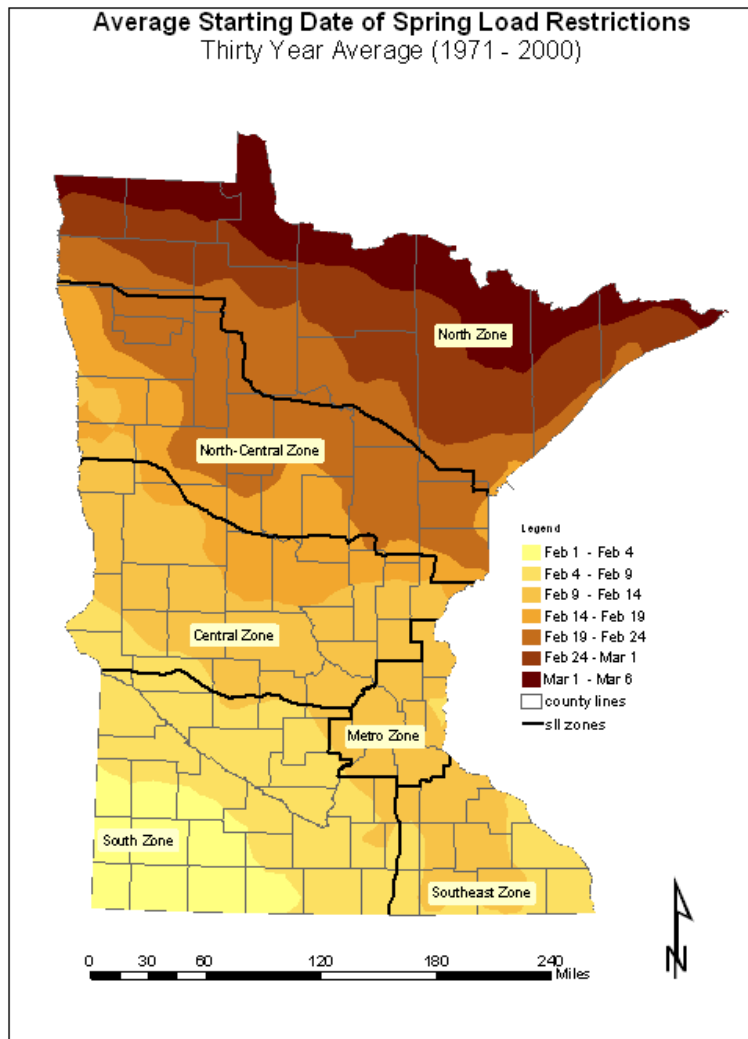 Average Starting Date of Spring Load Restrictions
Thirty Year Average (1971 - 2000)
North Zone
North-Central Zone
Legend
Feb 1 - Feb 4
Feb 4 - Feb 9
Feb 9 - Feb 14
Feb 14 - Feb 19
Feb 19 - Feb 24
Feb 24 - Mar 1
Mar 1 - Mar 6
county lines
sll zones
Central Zone
Metro Zone
South Zone
Southeast Zone
N
0 30 60 120 180 240
Miles